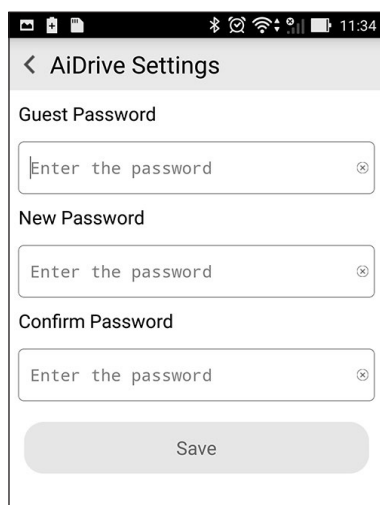 11:34
AiDrive Settings
Guest Password
Enter the password
New Password
Enter the password
Confirm Password
Enter the password
Save